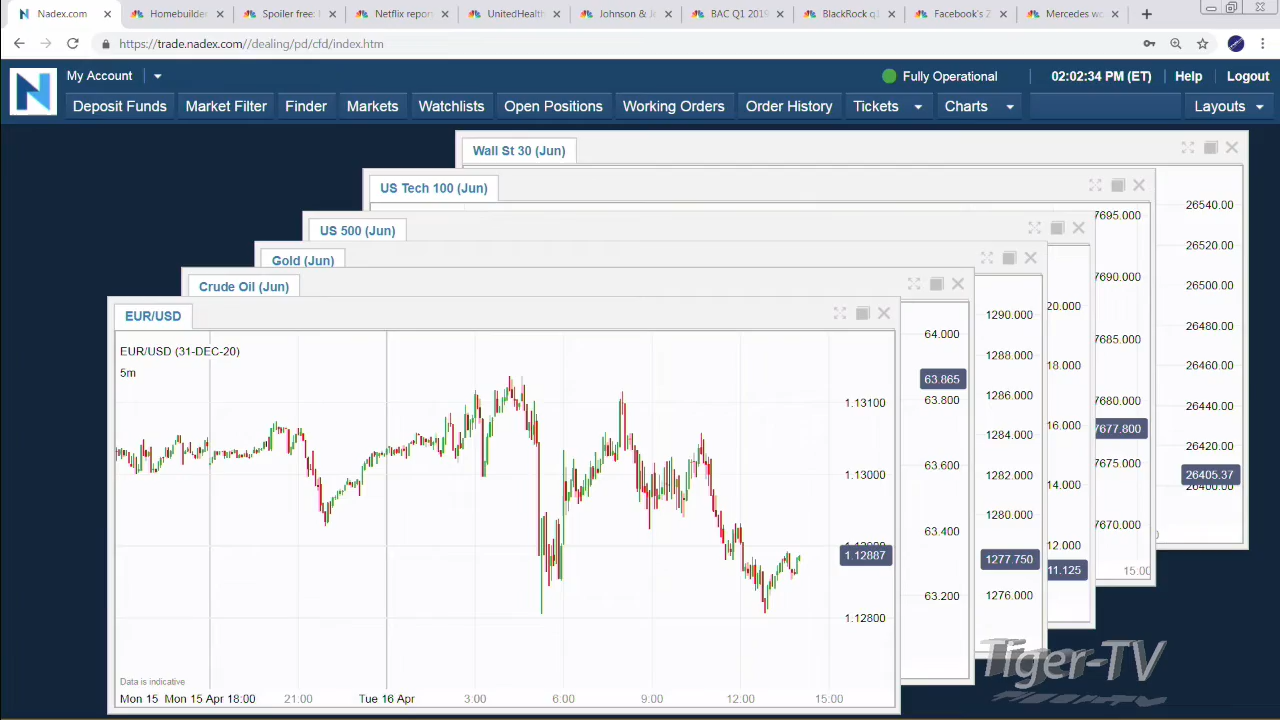 Nadex.com
Homebuilder
Spoiler free:
Netflix repor
UnitedHealth
Johnson & J
BAC Q1 2019
BlackRock q1
Facebook's 2
Mercedes wo
https://trade.nadex.com//dealing/pd/cfd/index.htm
My Account
Fully Operational
02:02:34 PM (ET)
Help
Logout
Deposit Funds
Market Filter
Finder
Markets
Watchlists
Open Positions
Working Orders
Order History
Tickets
Charts
Layouts
Wall St 30 (Jun)
26540.00
26520.00
26500.00
26480.00
26460.00
26440.00
26420.00
26405.37
26400.00
US Tech 100 (Jun)
7695.000
7690.000
7685.000
7680.000
7677.800
7675.000
7670.000
15:00
US 500 (Jun)
20.000
18.000
16.000
14.000
12.000
11.125
Gold (Jun)
1290.000
1288.000
1286.000
1284.000
1282.000
1280.000
1277.750
1276.000
Crude Oil (Jun)
64.000
63.865
63.800
63.600
63.400
63.200
EUR/USD
EUR/USD (31-DEC-20)
5m
1.13100
1.13000
1.12887
1.12800
Data is indicative
Mon 15 Mon 15 Apr 18:00 21:00 Tue 16 Apr 3:00 6:00 9:00 12:00 15:00
Tiger-TV